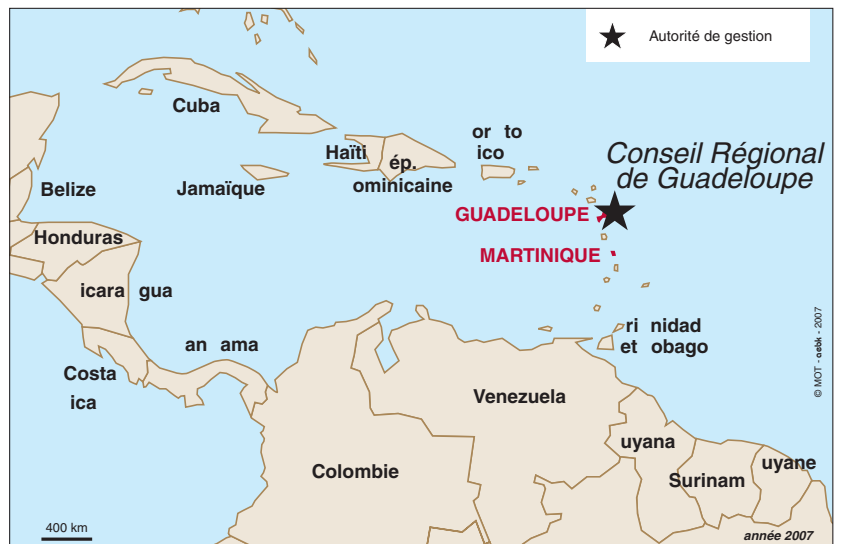 Autorité de gestion
Cuba
or to
ico
Haïti
ép.
ominicaine
Conseil Régional
de Guadeloupe
Belize
Jamaïque
GUADELOUPE
Honduras
MARTINIQUE
icara gua
ri nidad
et obago
an ama
Costa
ica
Venezuela
© MOT - cebk - 2007
uyana
Colombie
Surinam
uyane
400 km
année 2007